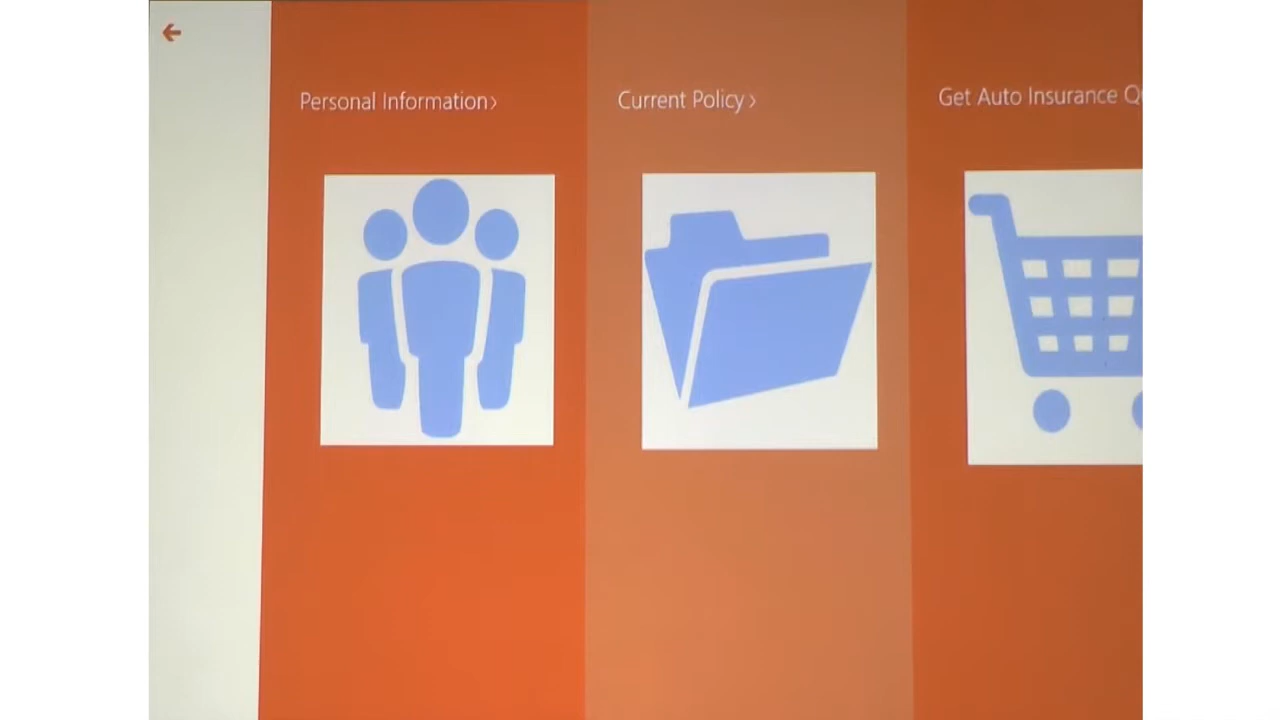 Personal Information>
Current Policy>
Get Auto Insurance